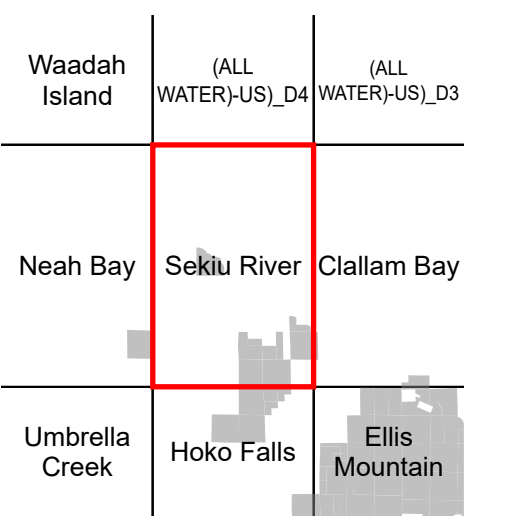 Waadah
Island
(ALL
WATER)-US)_D4
(ALL
WATER)-US)_D3
Neah Bay
Sekiu River
Clallam Bay
Umbrella
Creek
Hoko Falls
Ellis
Mountain